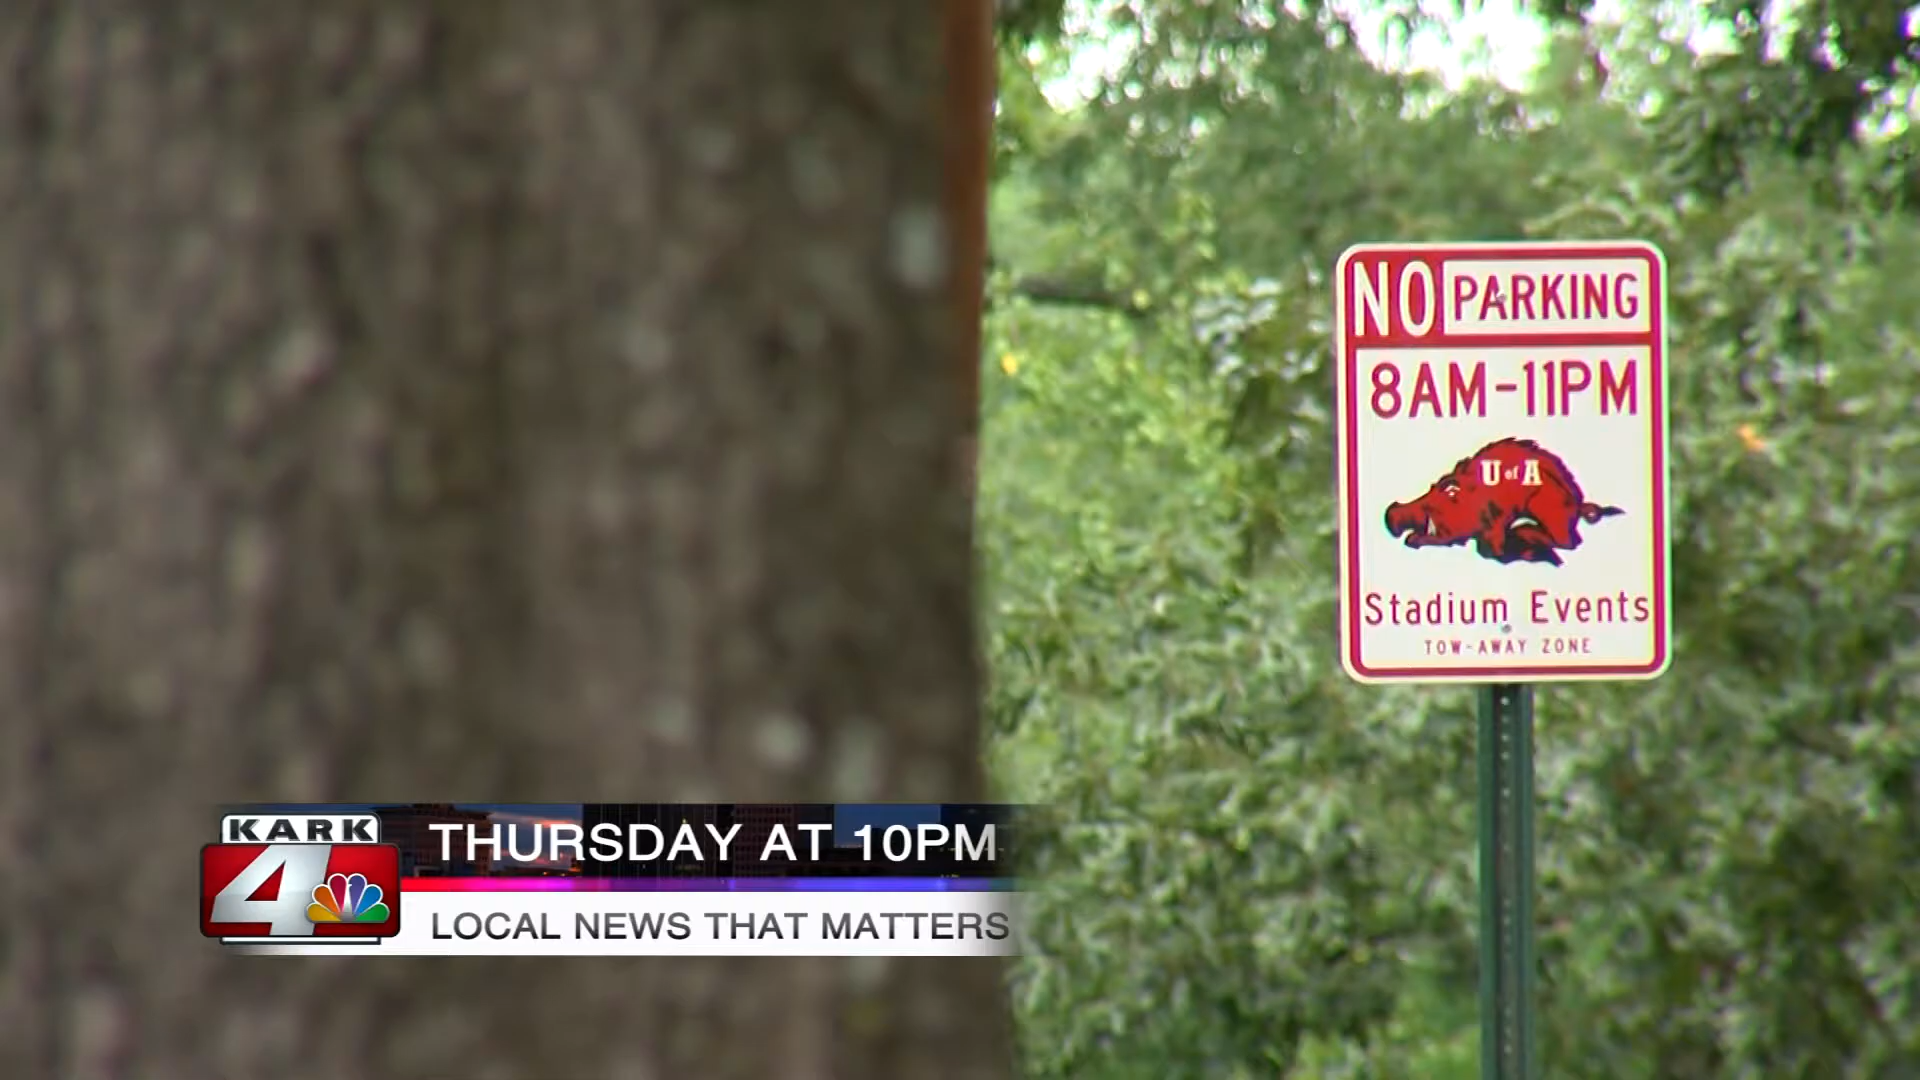 NO PARKING
8AM-11PM
U of A
Stadium Events
TOW-AWAY ZONE
KARK
4
THURSDAY AT 10PM
LOCAL NEWS THAT MATTERS